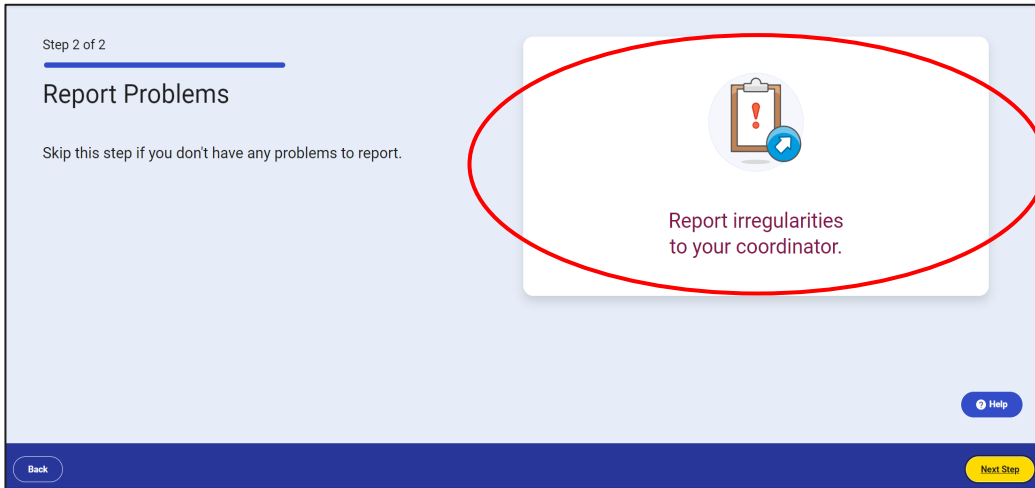 Step 2 of 2
Report Problems
Skip this step if you don't have any problems to report.
Report irregularities
to your coordinator.
Help
Back
Next Step